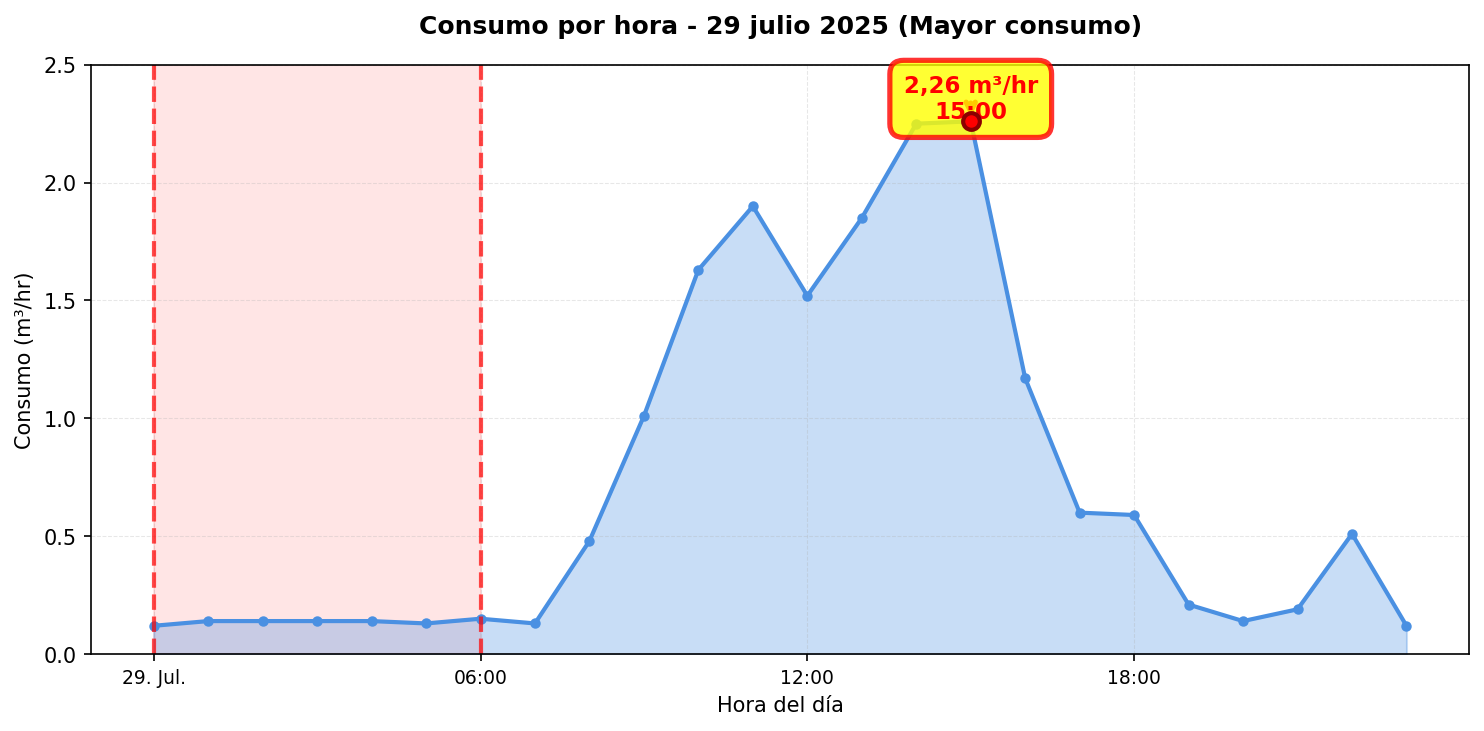 Consumo por hora - 29 julio 2025 (Mayor consumo)
2,26 m³/hr
15:00
Consumo (m³/hr)
2.5
2.0
1.5
1.0
0.5
0.0
29. Jul.
06:00
12:00
18:00
Hora del día